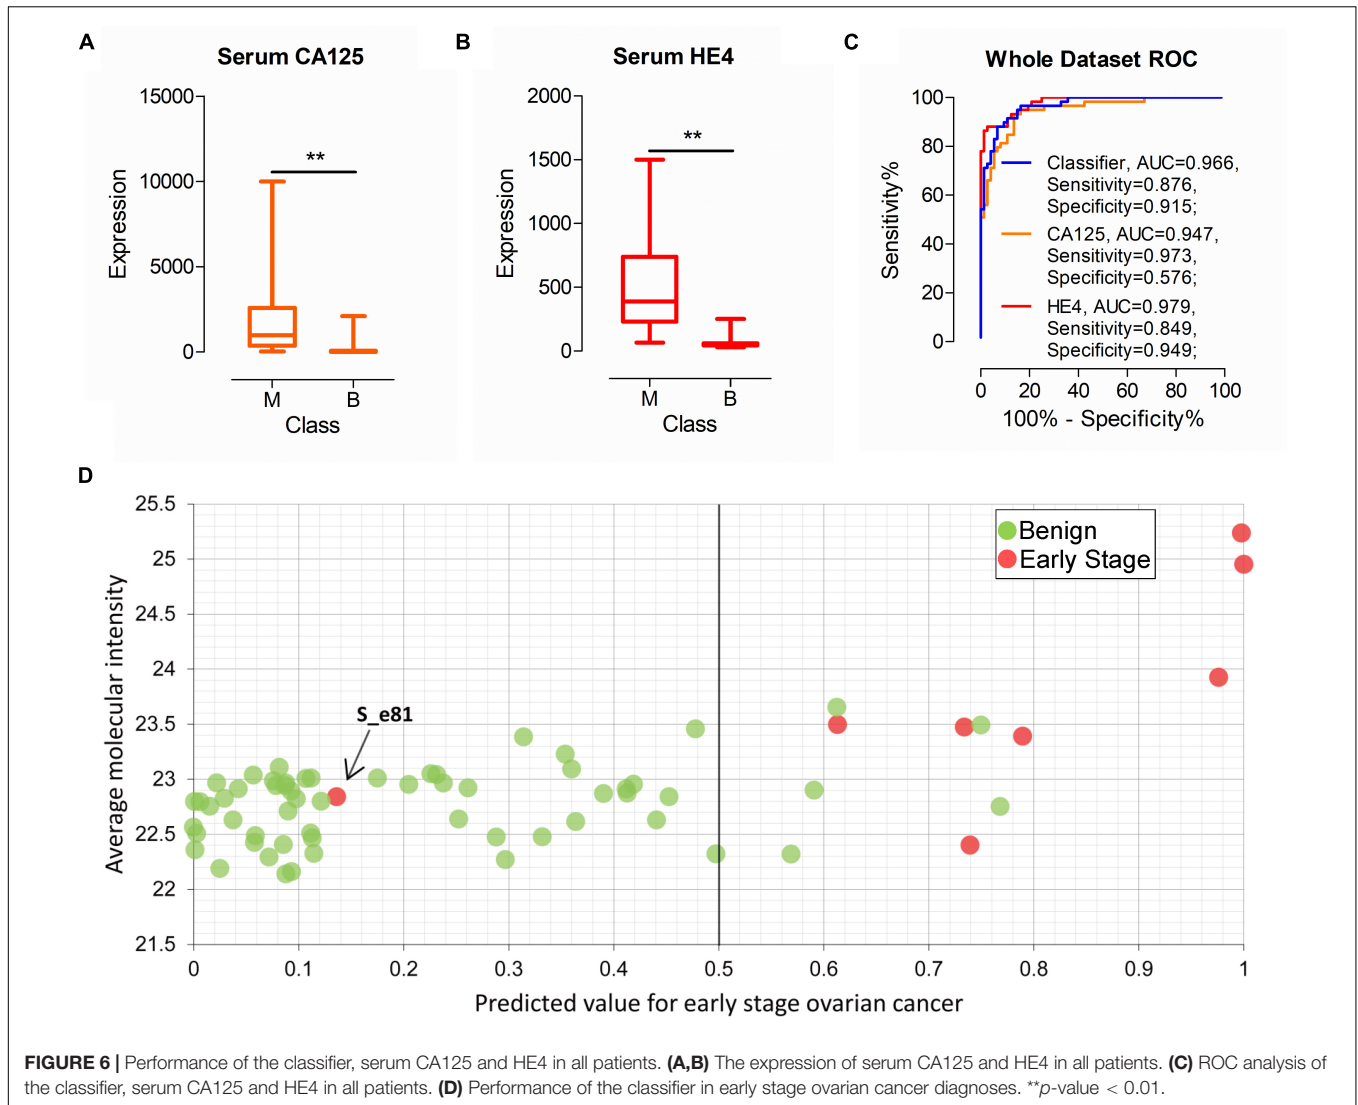 A
Serum CA125
15000
10000
5000
0
Expression
**
M B
Class
B
Serum HE4
2000
1500
1000
500
0
Expression
**
M B
Class
C
Whole Dataset ROC
100
80
60
40
20
0
Sensitivity%
Classifier, AUC=0.966,
Sensitivity=0.876,
Specificity=0.915;
CA125, AUC=0.947,
Sensitivity=0.973,
Specificity=0.576;
HE4, AUC=0.979,
Sensitivity=0.849,
Specificity=0.949;
0 20 40 60 80 100
100% - Specificity%
D
25.5
25
24.5
24
23.5
23
22.5
22
21.5
Average molecular intensity
Benign
Early Stage
S_e81
0 0.1 0.2 0.3 0.4 0.5 0.6 0.7 0.8 0.9 1
Predicted value for early stage ovarian cancer
FIGURE 6 | Performance of the classifier, serum CA125 and HE4 in all patients. (A,B) The expression of serum CA125 and HE4 in all patients. (C) ROC analysis of
the classifier, serum CA125 and HE4 in all patients. (D) Performance of the classifier in early stage ovarian cancer diagnoses. **p-value < 0.01.